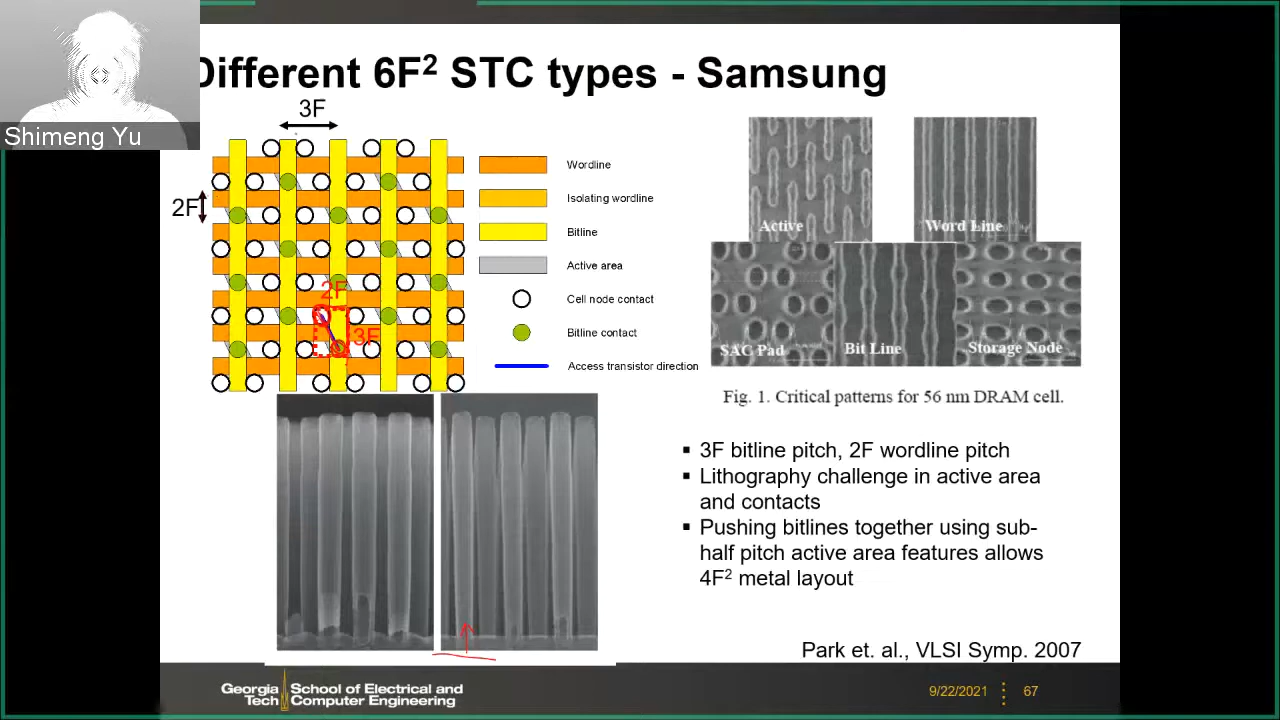 Shimeng Yu
Different 6F² STC types - Samsung
3F
2F
2F
3F
Wordline
Isolating wordline
Bitline
Active area
Cell node contact
Bitline contact
Access transistor direction
Active
Word Line
SAC Pad
Bit Line
Storage Node
Fig. 1. Critical patterns for 56 nm DRAM cell.
▪ 3F bitline pitch, 2F wordline pitch
▪ Lithography challenge in active area
and contacts
▪ Pushing bitlines together using sub-
half pitch active area features allows
4F² metal layout
Park et. al., VLSI Symp. 2007
Georgia
Tech
School of Electrical and
Computer Engineering
9/22/2021
67